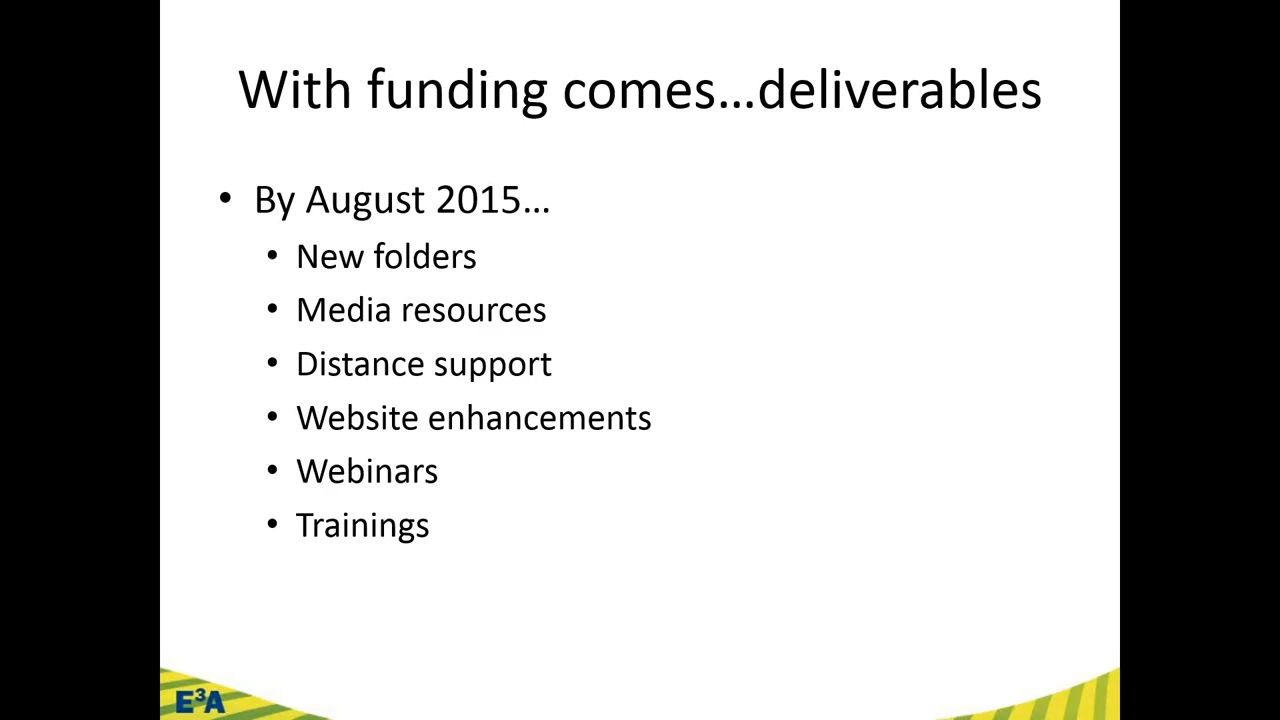 With funding comes…deliverables
• By August 2015…
• New folders
• Media resources
• Distance support
• Website enhancements
• Webinars
• Trainings
E³A